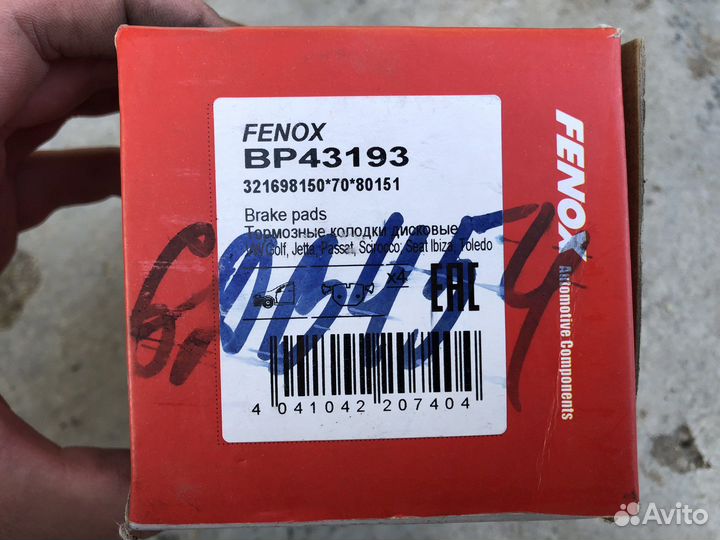 FENOX
BP43193
321698150*70*80151
Brake pads
Тормозные колодки дисковые
VW Golf, Jetta, Passat, Scirocco; Seat Ibiza, Toledo
x4
EAC
4 041042 207404
FENOX
Automotive Components
Avito